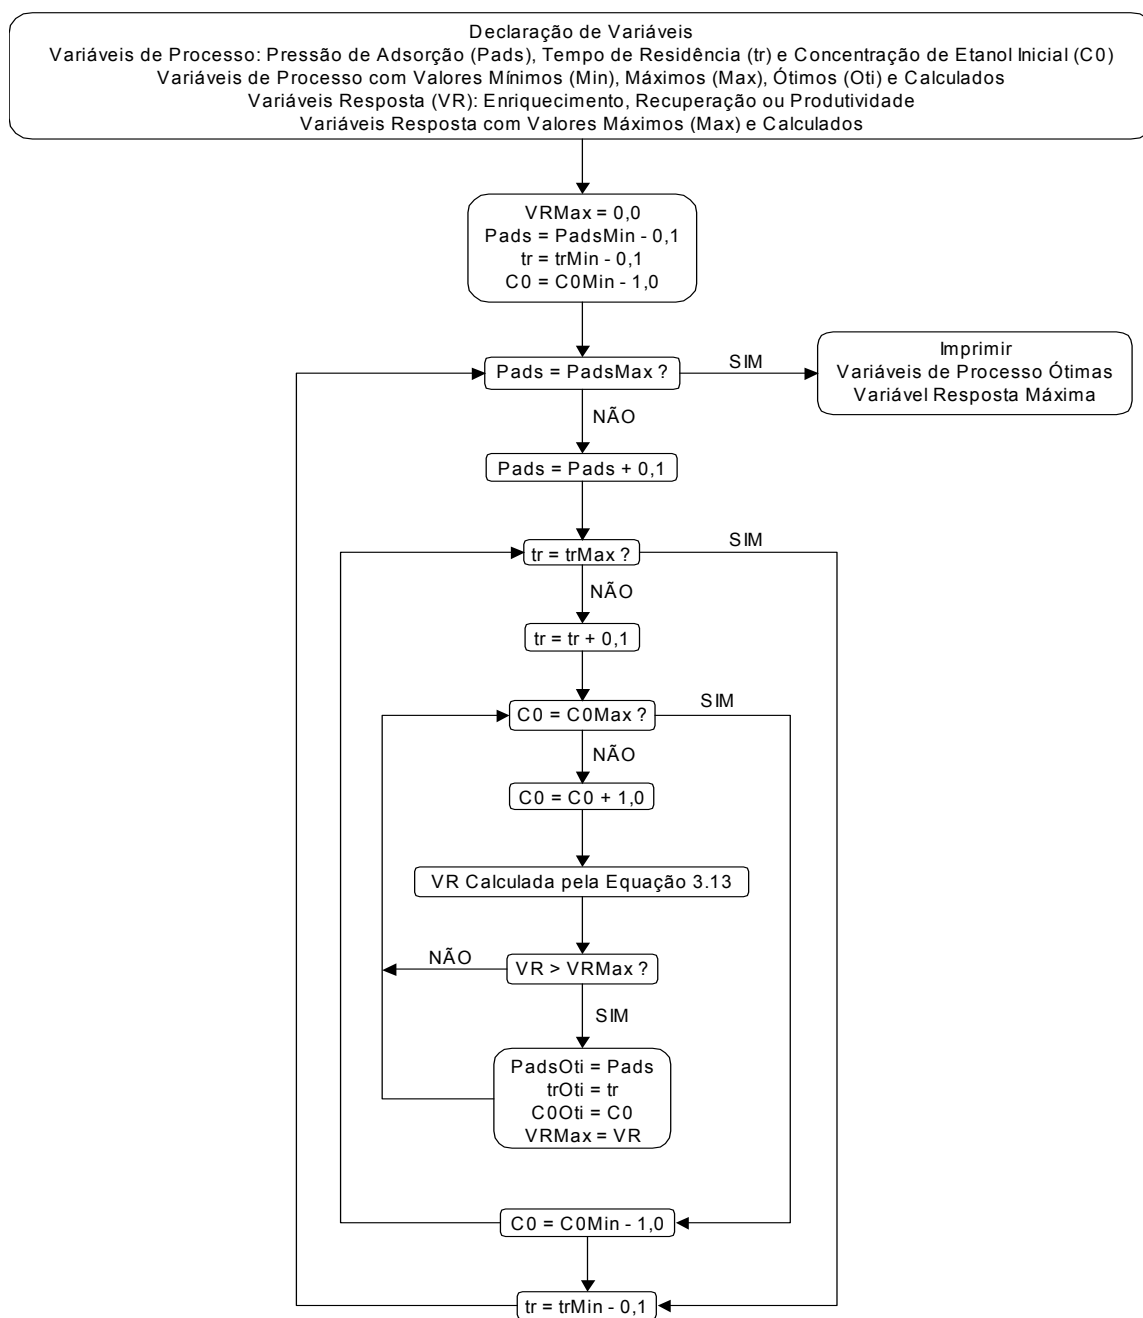 Declaração de Variáveis
Variáveis de Processo: Pressão de Adsorção (Pads), Tempo de Residência (tr) e Concentração de Etanol Inicial (C0)
Variáveis de Processo com Valores Mínimos (Min), Máximos (Max), Ótimos (Oti) e Calculados
Variáveis Resposta (VR): Enriquecimento, Recuperação ou Produtividade
Variáveis Resposta com Valores Máximos (Max) e Calculados
VRMax = 0,0
Pads = PadsMin - 0,1
tr = trMin - 0,1
C0 = C0Min - 1,0
Pads = PadsMax ?
SIM
Imprimir
Variáveis de Processo Ótimas
Variável Resposta Máxima
NÃO
Pads = Pads + 0,1
tr = trMax ?
SIM
NÃO
tr = tr + 0,1
C0 = C0Max ?
SIM
NÃO
C0 = C0 + 1,0
VR Calculada pela Equação 3.13
VR > VRMax ?
NÃO
SIM
PadsOti = Pads
trOti = tr
C0Oti = C0
VRMax = VR
C0 = C0Min - 1,0
tr = trMin - 0,1